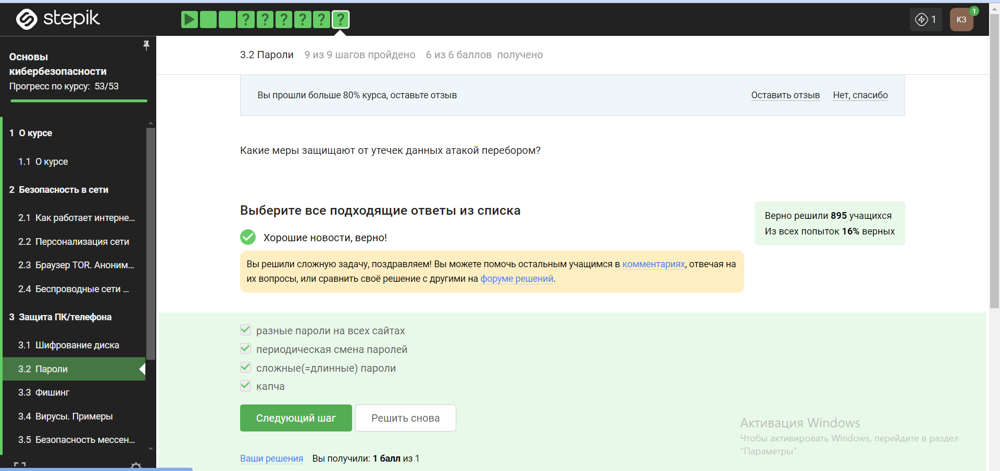 stepik
? ? ? ? ? ?
1
КЗ
1
Основы
кибербезопасности
Прогресс по курсу: 53/53
3.2 Пароли 9 из 9 шагов пройдено 6 из 6 баллов получено
Вы прошли больше 80% курса, оставьте отзыв
Оставить отзыв Нет, спасибо
1 О курсе
1.1 О курсе
2 Безопасность в сети
2.1 Как работает интерне...
2.2 Персонализация сети
2.3 Браузер TOR. Аноним...
2.4 Беспроводные сети ...
3 Защита ПК/телефона
3.1 Шифрование диска
3.2 Пароли
3.3 Фишинг
3.4 Вирусы. Примеры
3.5 Безопасность мессен...
Какие меры защищают от утечек данных атакой перебором?
Выберите все подходящие ответы из списка
Хорошие новости, верно!
Вы решили сложную задачу, поздравляем! Вы можете помочь остальным учащимся в комментариях, отвечая на
их вопросы, или сравнить своё решение с другими на форуме решений.
Верно решили 895 учащихся
Из всех попыток 16% верных
разные пароли на всех сайтах
периодическая смена паролей
сложные(=длинные) пароли
капча
Следующий шаг Решить снова
Ваши решения Вы получили: 1 балл из 1
Активация Windows
Чтобы активировать Windows, перейдите в раздел
"Параметры".